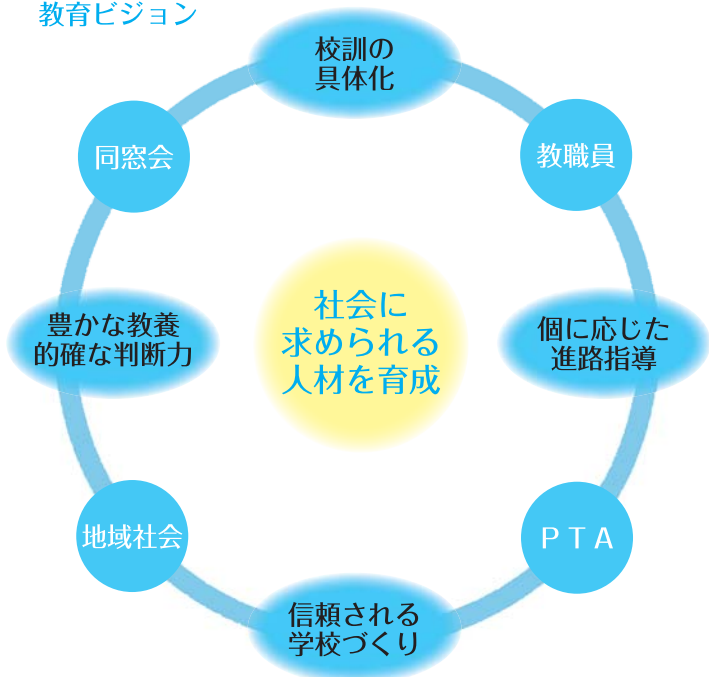 教育ビジョン
校訓の
具体化
同窓会
教職員
社会に
求められる
人材を育成
豊かな教養
的確な判断力
個に応じた
進路指導
地域社会
ＰＴＡ
信頼される
学校づくり